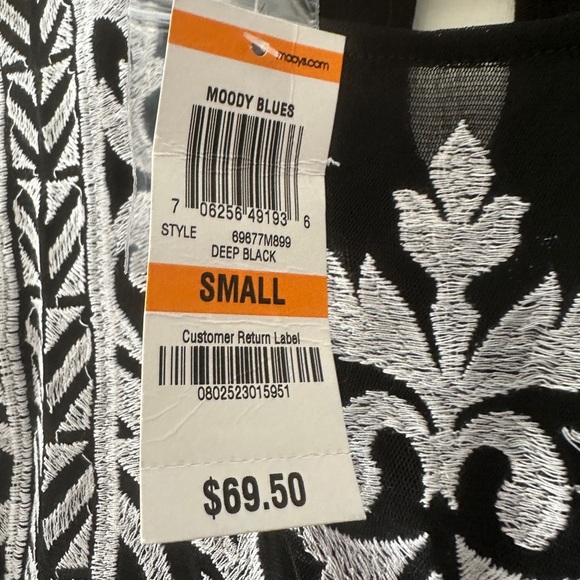 macys.com
MOODY BLUES
7 06256 49193 6
STYLE 69677M899
DEEP BLACK
SMALL
Customer Return Label
0802523015951
$69.50